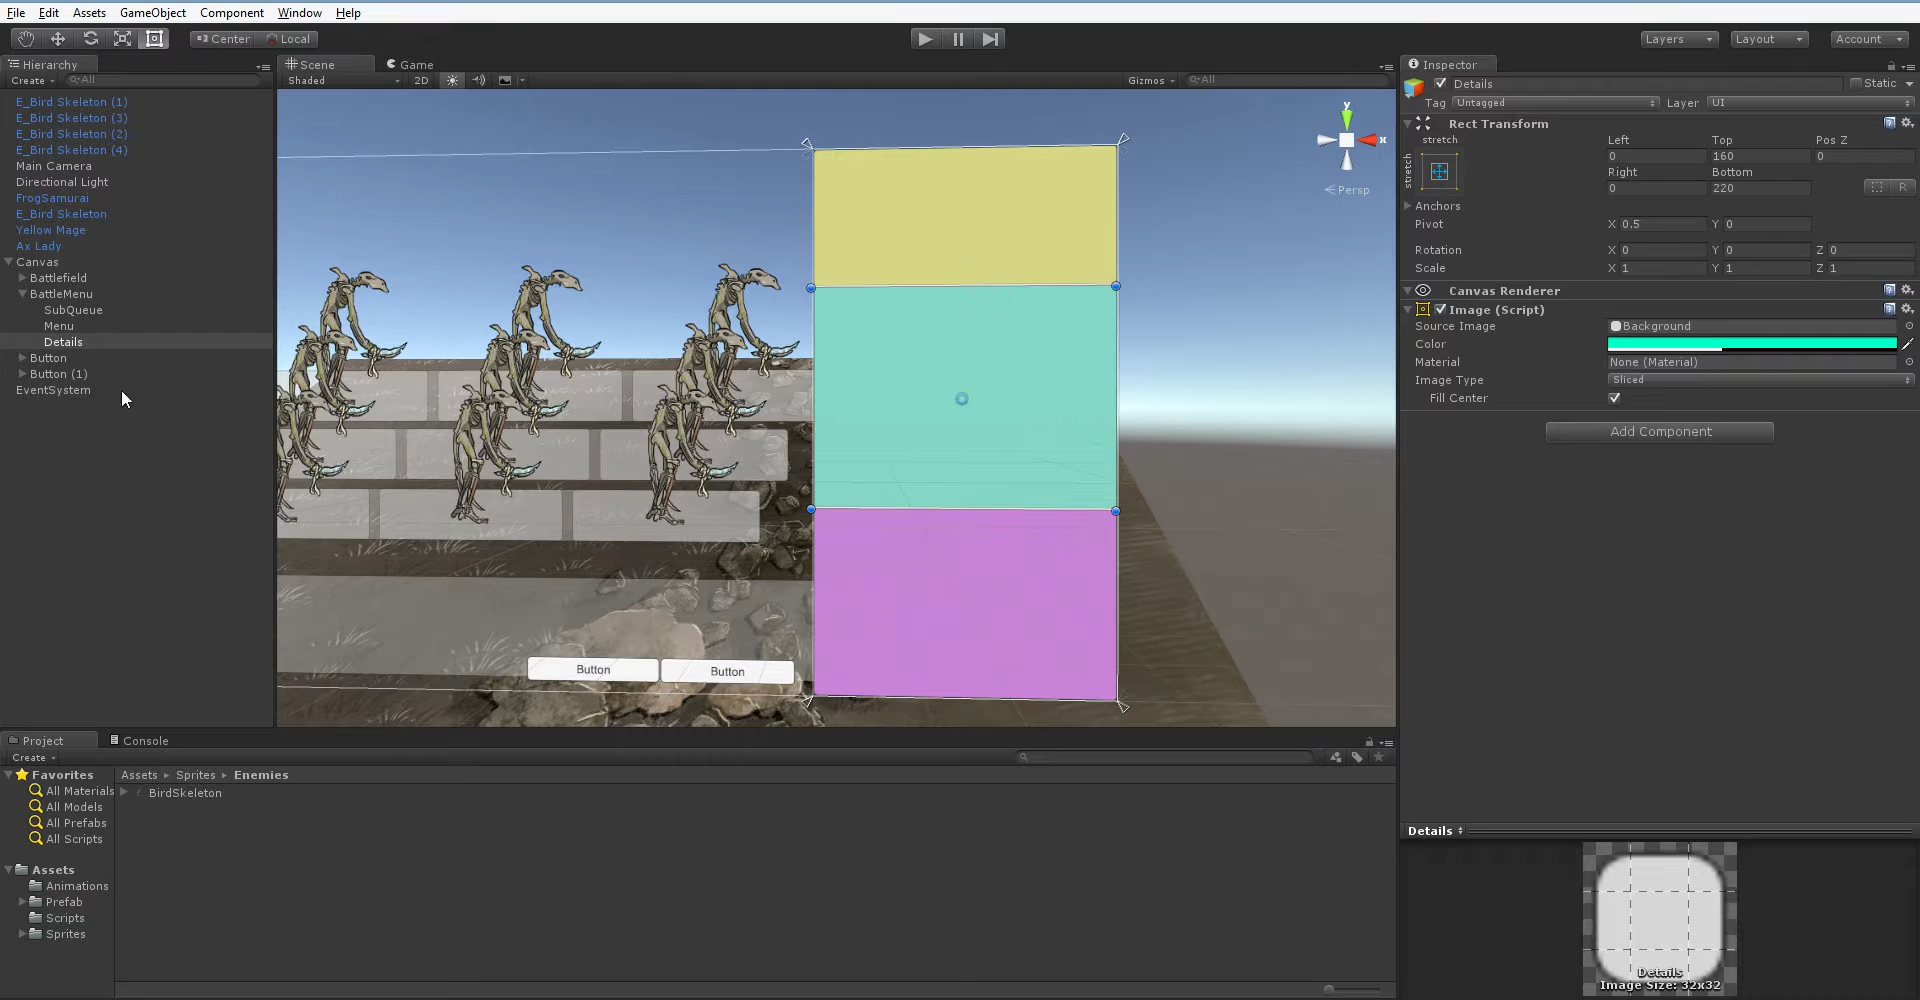 File Edit Assets GameObject Component Window Help
Center Local
Layers Layout Account
Hierarchy
Create All
E_Bird Skeleton (1)
E_Bird Skeleton (3)
E_Bird Skeleton (2)
E_Bird Skeleton (4)
Main Camera
Directional Light
FrogSamurai
E_Bird Skeleton
Yellow Mage
Ax Lady
Canvas
Battlefield
BattleMenu
SubQueue
Menu
Details
Button
Button (1)
EventSystem
Scene Game
Shaded 2D Gizmos All
y
x
Persp
Button Button
Inspector
Details Static
Tag Untagged Layer UI
Rect Transform
stretch Left Top Pos Z
stretch 0 160 0
Right Bottom
0 220 R
Anchors
Pivot X 0.5 Y 0
Rotation X 0 Y 0 Z 0
Scale X 1 Y 1 Z 1
Canvas Renderer
Image (Script)
Source Image Background
Color
Material None (Material)
Image Type Sliced
Fill Center
Add Component
Project Console
Create
Favorites
All Materials
All Models
All Prefabs
All Scripts
Assets
Animations
Prefab
Scripts
Sprites
Assets Sprites Enemies
BirdSkeleton
Details
Details
Image Size: 32x32